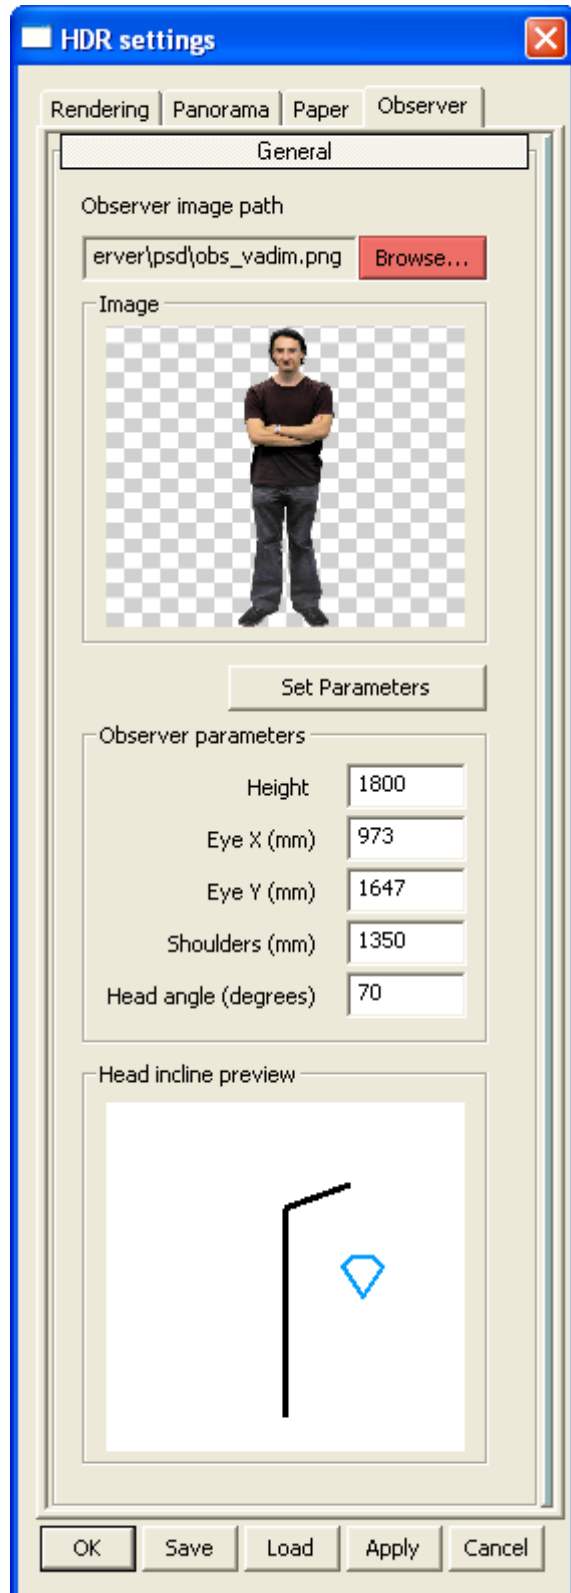 HDR settings
Rendering Panorama Paper Observer
General
Observer image path
erver\psd\obs_vadim.png Browse...
Image
Set Parameters
Observer parameters
Height 1800
Eye X (mm) 973
Eye Y (mm) 1647
Shoulders (mm) 1350
Head angle (degrees) 70
Head incline preview
OK Save Load Apply Cancel